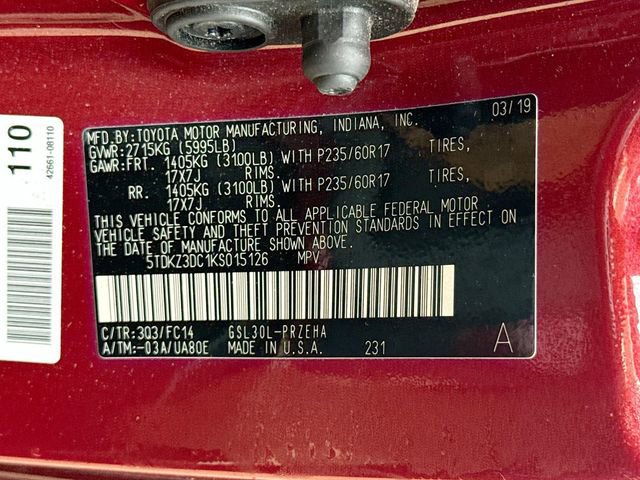 110
42661-08110
MFD.BY:TOYOTA MOTOR MANUFACTURING, INDIANA, INC. 03/19
GVWR:2715KG (5995LB)
GAWR:FRT. 1405KG (3100LB) WITH P235/60R17 TIRES,
17X7J RIMS.
RR. 1405KG (3100LB) WITH P235/60R17 TIRES,
17X7J RIMS.
THIS VEHICLE CONFORMS TO ALL APPLICABLE FEDERAL MOTOR
VEHICLE SAFETY AND THEFT PREVENTION STANDARDS IN EFFECT ON
THE DATE OF MANUFACTURE SHOWN ABOVE.
5TDKZ3DC1KS015126 MPV
C/TR:3Q3/FC14 GSL30L-PRZEHA
A/TM:-03A/UA80E MADE IN U.S.A. 231 A